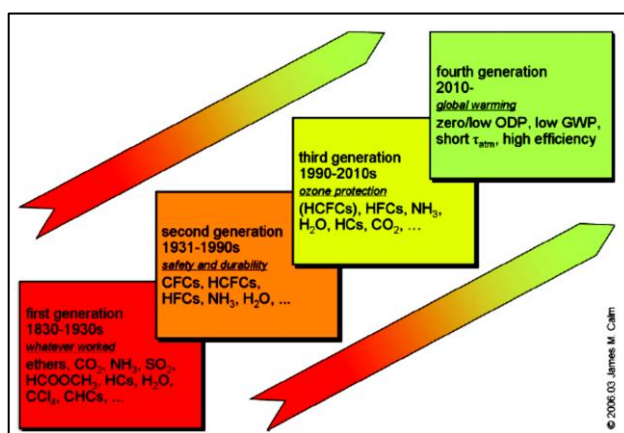 fourth generation
2010-
global warming
zero/low ODP, low GWP,
short τatm, high efficiency
third generation
1990-2010s
ozone protection
(HCFCs), HFCs, NH₃,
H₂O, HCs, CO₂, ...
second generation
1931-1990s
safety and durability
CFCs, HCFCs,
HFCs, NH₃, H₂O, ...
first generation
1830-1930s
whatever worked
ethers, CO₂, NH₃, SO₂,
HCOOCH₃, HCs, H₂O,
CCl₄, CHCs, ...
© 2006.03 James M. Calm